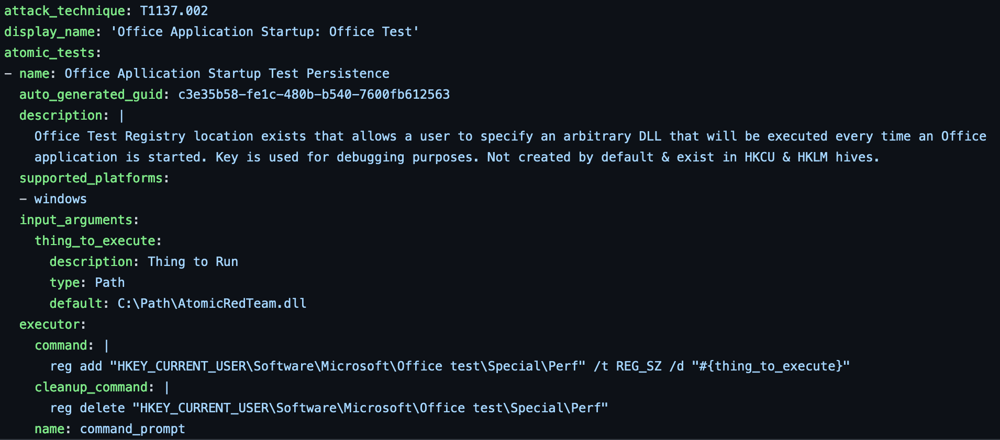 attack_technique: T1137.002
display_name: 'Office Application Startup: Office Test'
atomic_tests:
- name: Office Apllication Startup Test Persistence
  auto_generated_guid: c3e35b58-fe1c-480b-b540-7600fb612563
  description: |
    Office Test Registry location exists that allows a user to specify an arbitrary DLL that will be executed every time an Office
    application is started. Key is used for debugging purposes. Not created by default & exist in HKCU & HKLM hives.
  supported_platforms:
  - windows
  input_arguments:
    thing_to_execute:
      description: Thing to Run
      type: Path
      default: C:\Path\AtomicRedTeam.dll
  executor:
    command: |
      reg add "HKEY_CURRENT_USER\Software\Microsoft\Office test\Special\Perf" /t REG_SZ /d "#{thing_to_execute}"
    cleanup_command: |
      reg delete "HKEY_CURRENT_USER\Software\Microsoft\Office test\Special\Perf"
    name: command_prompt